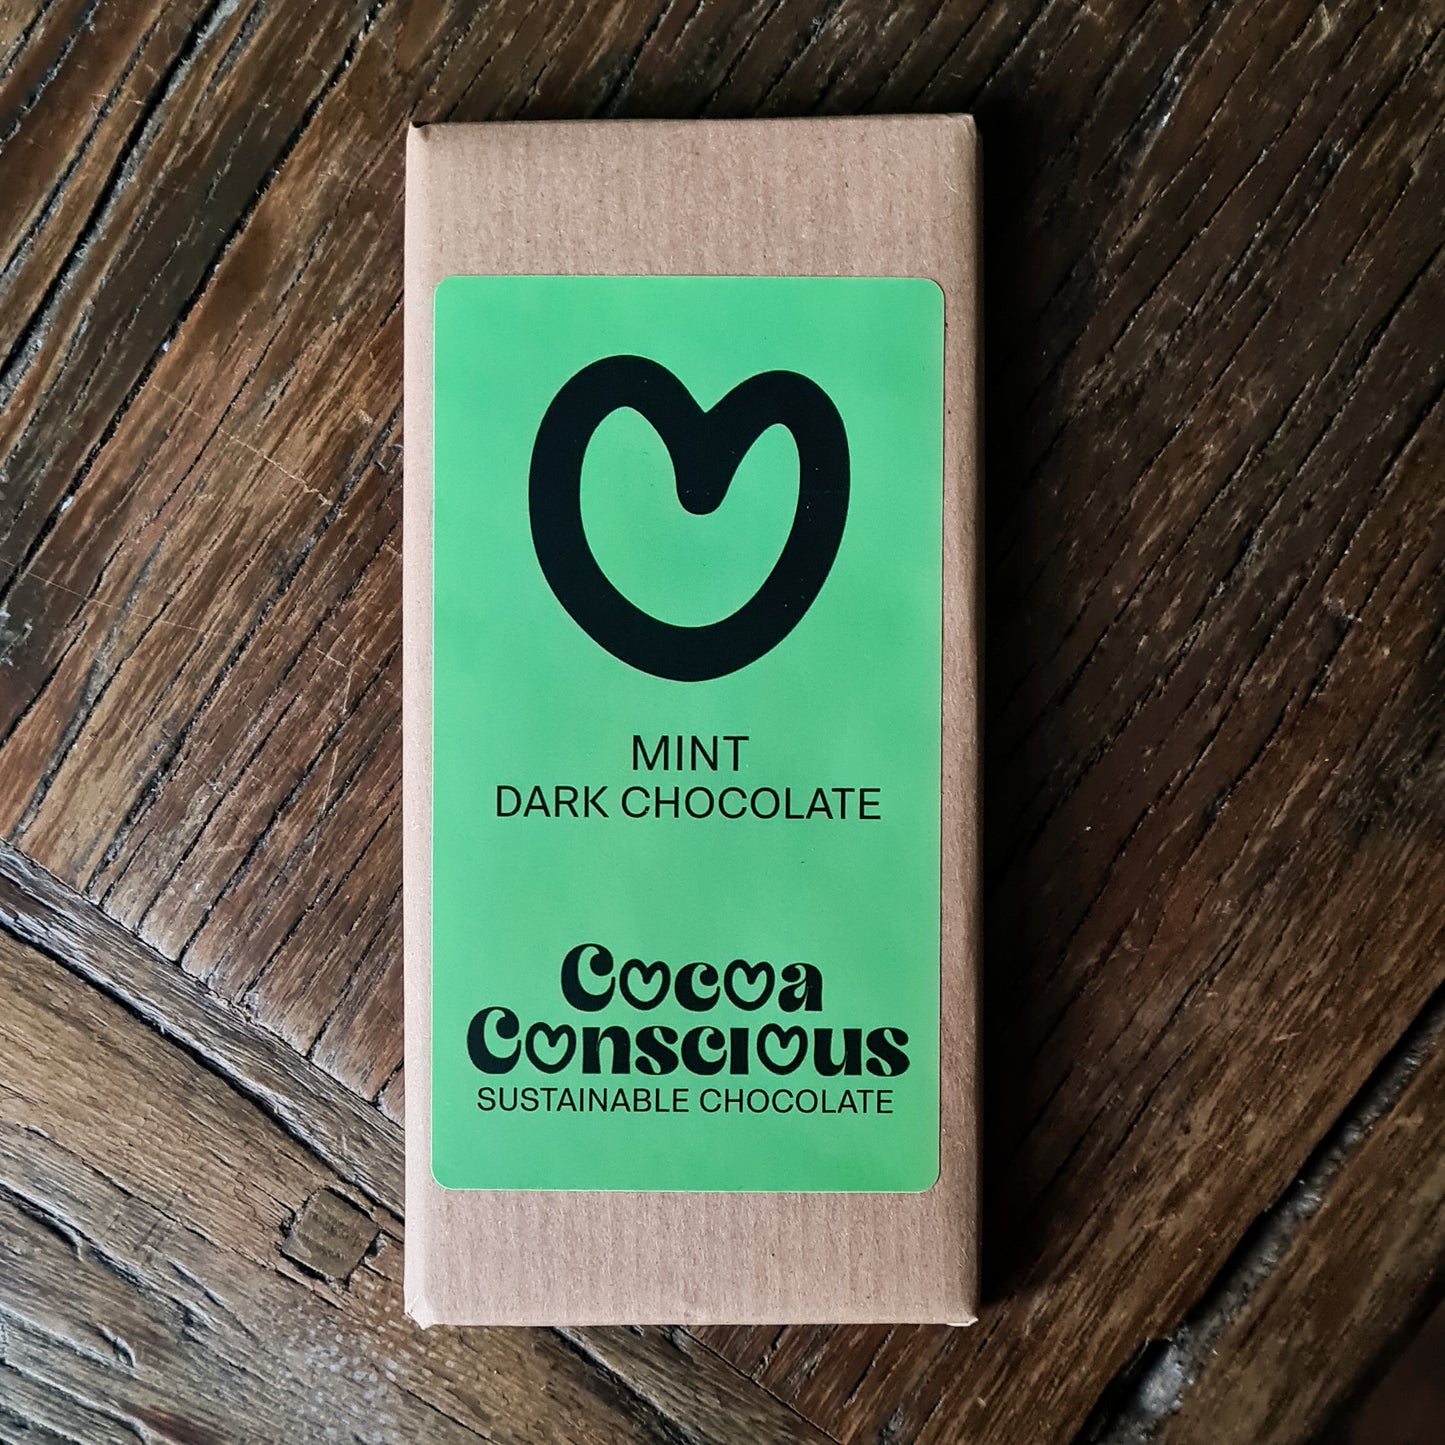 MINT
DARK CHOCOLATE
Cocoa
Conscious
SUSTAINABLE CHOCOLATE